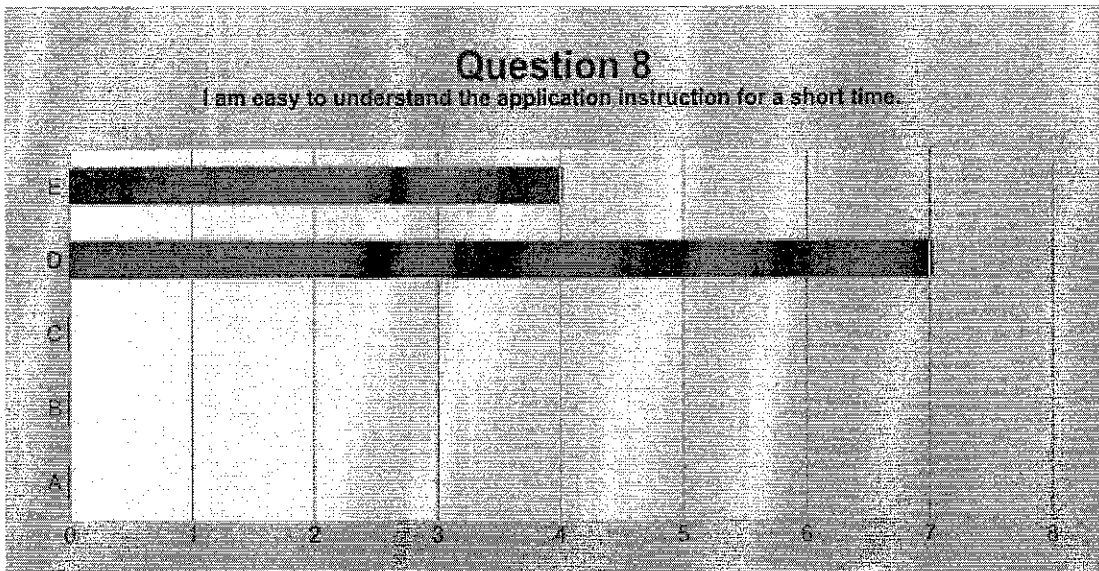 Question 8
I am easy to understand the application instruction for a short time.
E
D
C
B
A
0 1 2 3 4 5 6 7 8